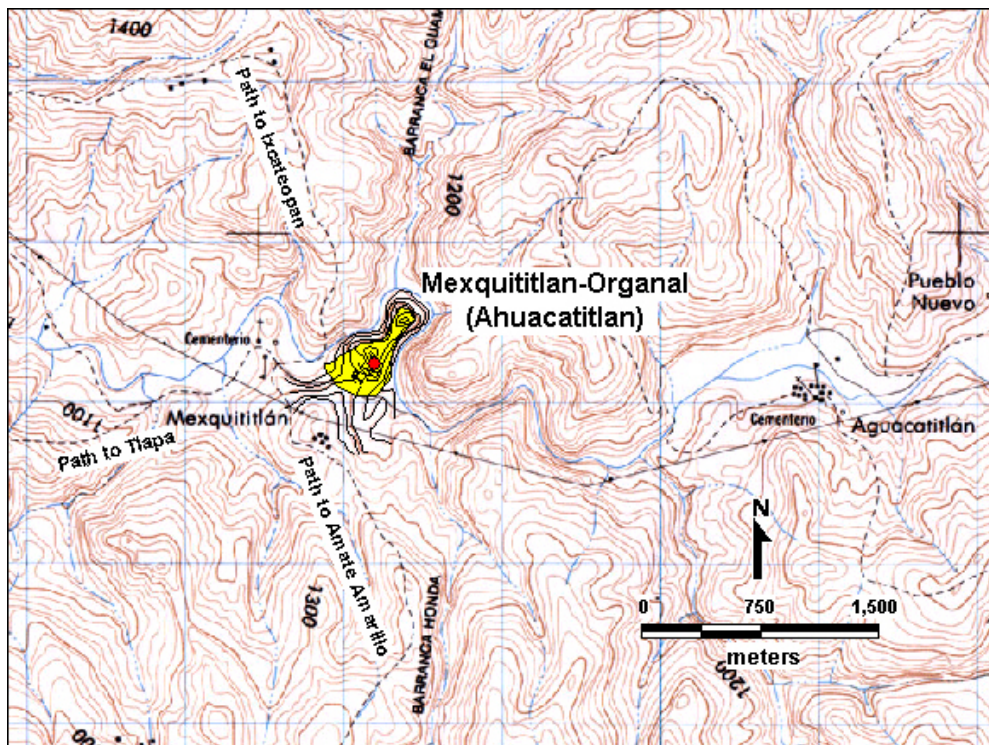 1400
BARRANCA EL GUAM
Path to Ixcateopan
1200
Mexquititlan-Organal
(Ahuacatitlan)
Pueblo
Nuevo
Cementerio
1100
Mexquititlán
Cementerio
Aguacatitlán
Path to Tlapa
Path to Amate Amarillo
N
1300
BARRANCA HONDA
0 750 1,500
meters
1200